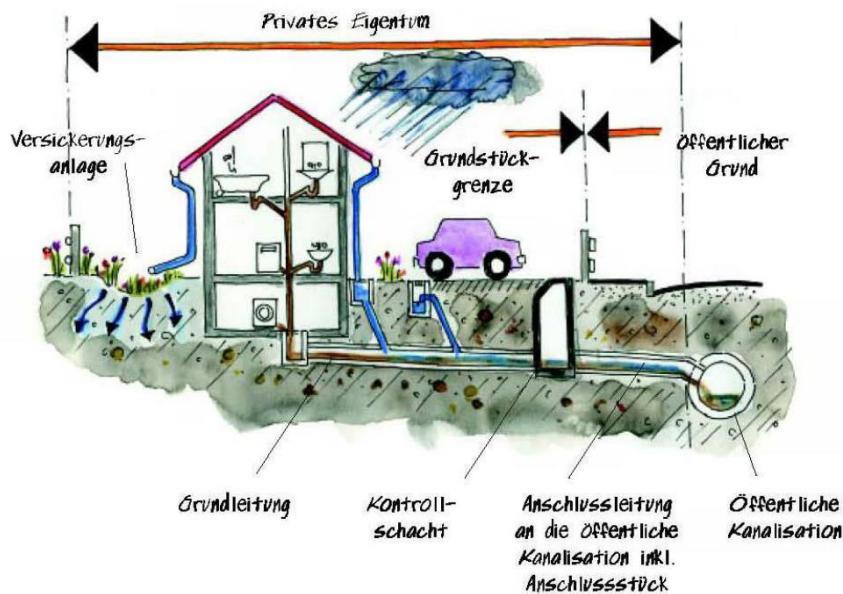 Privates Eigentum
Versickerungs-
anlage
Grundstück-
grenze
Öffentlicher
Grund
Grundleitung
Kontroll-
schacht
Anschlussleitung
an die Öffentliche
Kanalisation inkl.
Anschlussstück
Öffentliche
Kanalisation